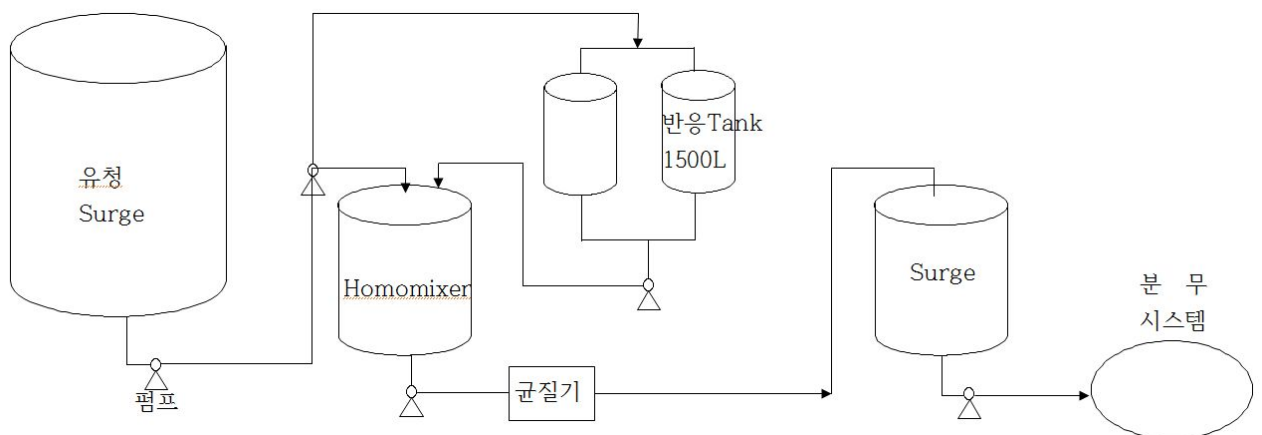 유청
Surge
펌프
Homomixer
균질기
반응Tank
1500L
Surge
분 무
시스템